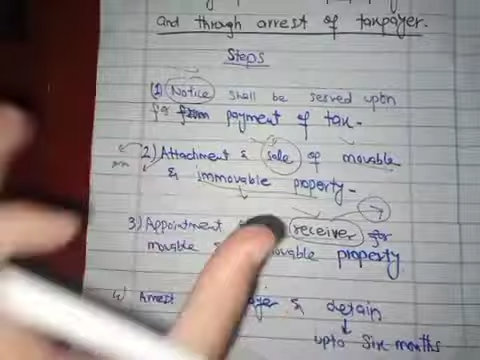 and through arrest of taxpayer.
Steps
(1) Notice shall be served upon
from payment of tax.
2) Attachment & sale of movable
& immovable property-
3) Appointment receiver for
movable property
4) Arrest & detain
upto six months